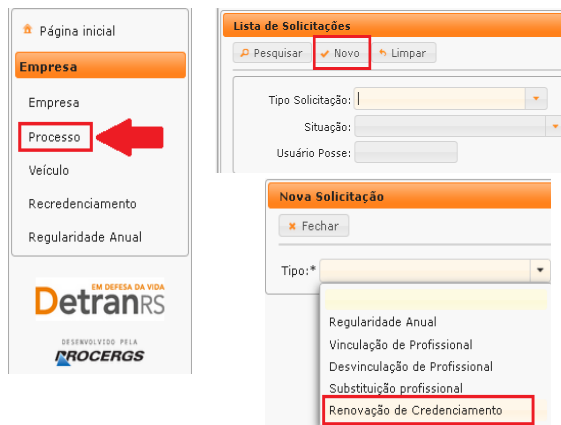 Página inicial
Empresa
Empresa
Processo
Veículo
Recredenciamento
Regularidade Anual
EM DEFESA DA VIDA
DetranRS
DESENVOLVIDO PELA
PROCERGS
Lista de Solicitações
Pesquisar Novo Limpar
Tipo Solicitação:
Situação:
Usuário Posse:
Nova Solicitação
Fechar
Tipo:*
Regularidade Anual
Vinculação de Profissional
Desvinculação de Profissional
Substituição profissional
Renovação de Credenciamento